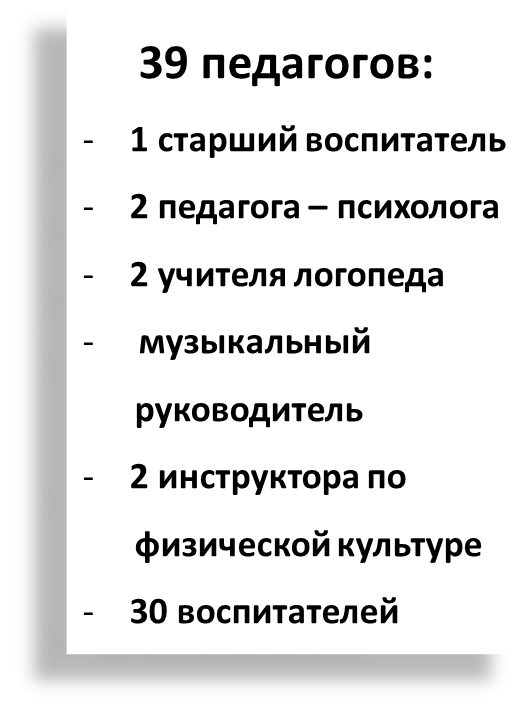 39 педагогов:
- 1 старший воспитатель
- 2 педагога – психолога
- 2 учителя логопеда
- музыкальный
руководитель
- 2 инструктора по
физической культуре
- 30 воспитателей